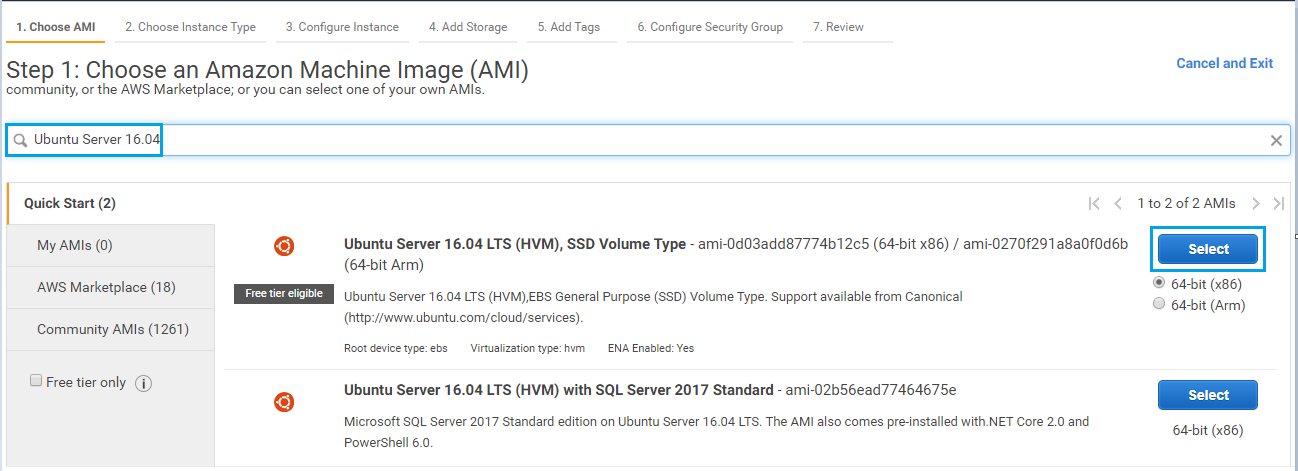 1. Choose AMI 2. Choose Instance Type 3. Configure Instance 4. Add Storage 5. Add Tags 6. Configure Security Group 7. Review
Step 1: Choose an Amazon Machine Image (AMI)
Cancel and Exit
community, or the AWS Marketplace; or you can select one of your own AMIs.
Ubuntu Server 16.04
Quick Start (2)
1 to 2 of 2 AMIs
My AMIs (0)
AWS Marketplace (18)
Community AMIs (1261)
Free tier only
Ubuntu Server 16.04 LTS (HVM), SSD Volume Type - ami-0d03add87774b12c5 (64-bit x86) / ami-0270f291a8a0f0d6b
(64-bit Arm)
Free tier eligible
Ubuntu Server 16.04 LTS (HVM),EBS General Purpose (SSD) Volume Type. Support available from Canonical
(http://www.ubuntu.com/cloud/services).
Root device type: ebs Virtualization type: hvm ENA Enabled: Yes
Select
64-bit (x86)
64-bit (Arm)
Ubuntu Server 16.04 LTS (HVM) with SQL Server 2017 Standard - ami-02b56ead77464675e
Microsoft SQL Server 2017 Standard edition on Ubuntu Server 16.04 LTS. The AMI also comes pre-installed with.NET Core 2.0 and
PowerShell 6.0.
Select
64-bit (x86)